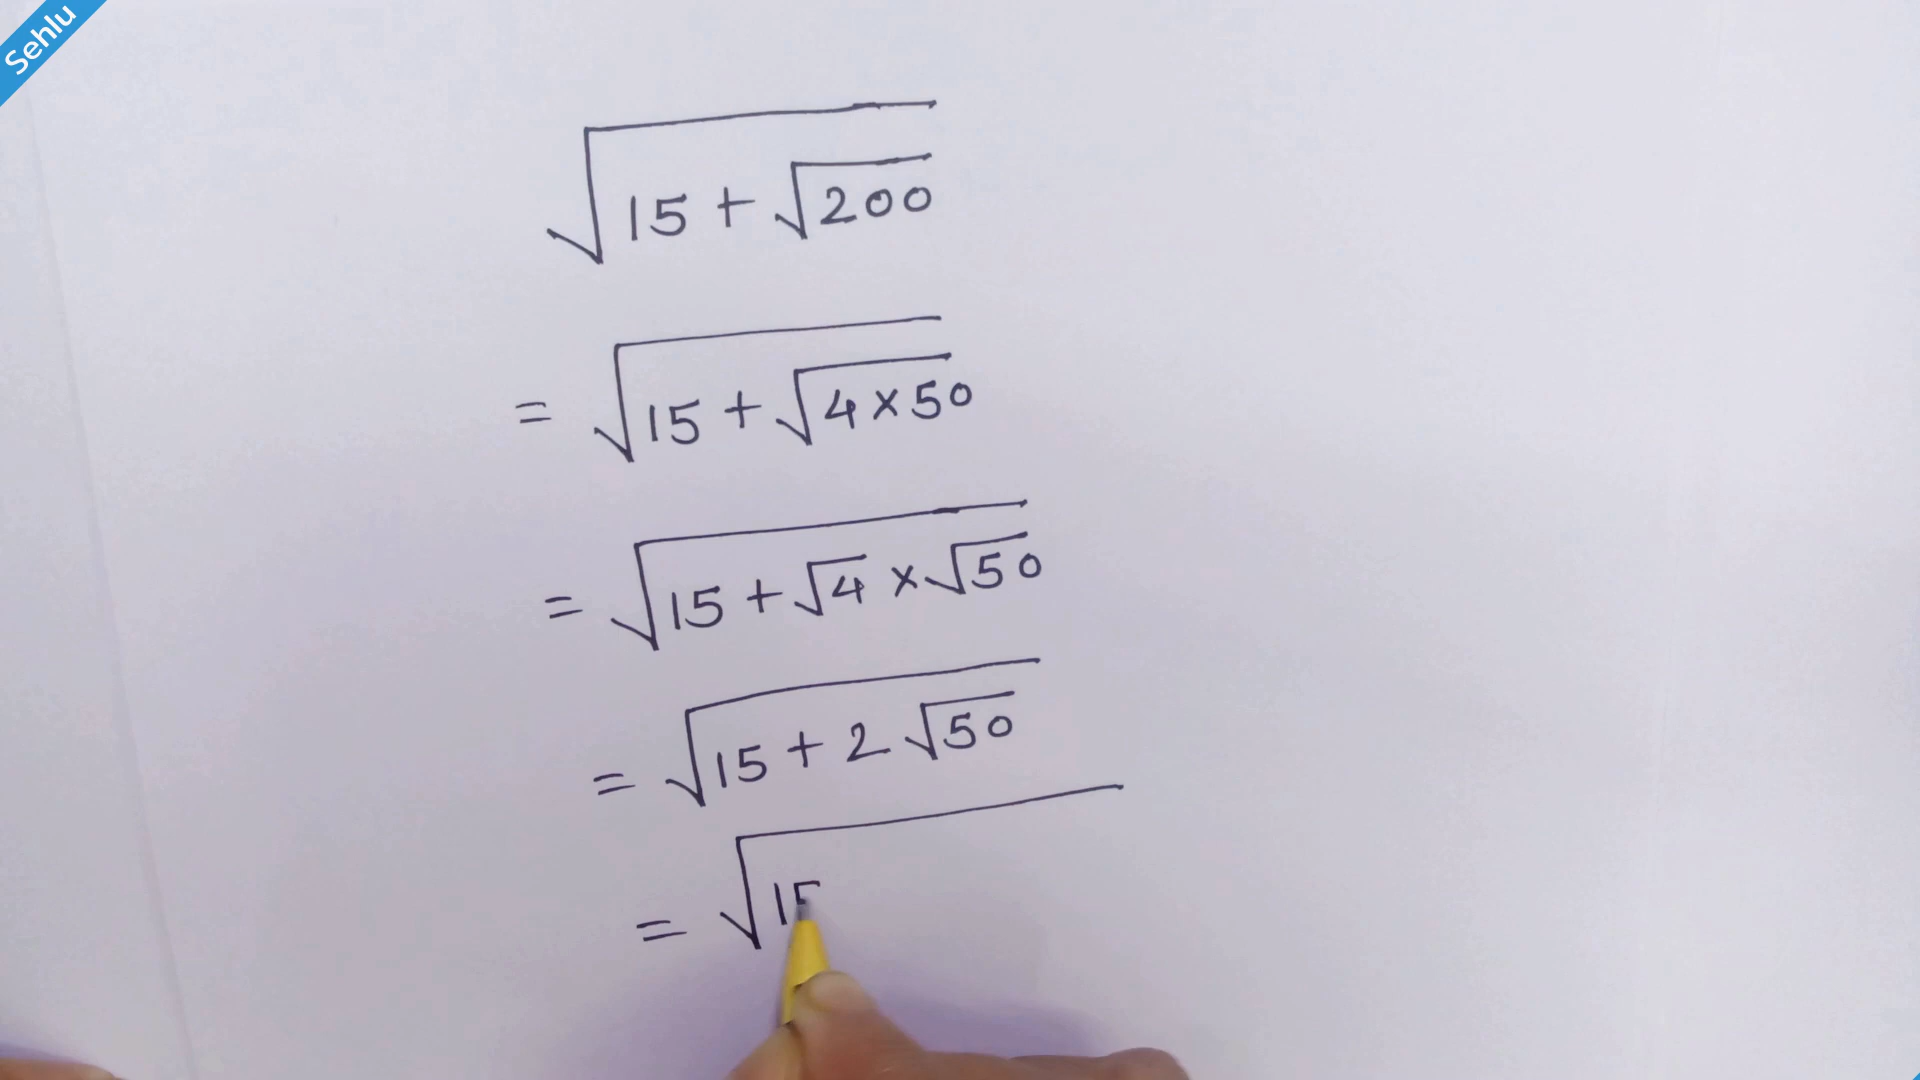 Sehlu
√(15 + √200)
= √(15 + √(4 × 50))
= √(15 + √4 × √50)
= √(15 + 2 √50)
= √15